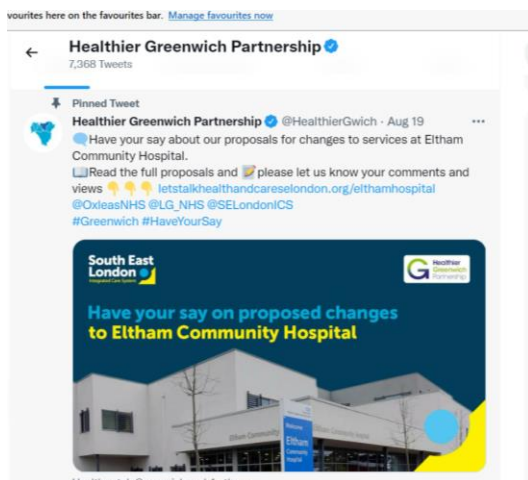 vourites here on the favourites bar. Manage favourites now
Healthier Greenwich Partnership
7,368 Tweets
Pinned Tweet
Healthier Greenwich Partnership @HealthierGwich · Aug 19
Have your say about our proposals for changes to services at Eltham
Community Hospital.
Read the full proposals and please let us know your comments and
views letstalkhealthandcareselondon.org/elthamhospital
@OxleasNHS @LG_NHS @SELondonICS
#Greenwich #HaveYourSay
South East
London
Integrated Care System
Healthier
Greenwich
Partnership
Have your say on proposed changes
to Eltham Community Hospital
Eltham Community Hospital
Welcome
Eltham
Community
Hospital